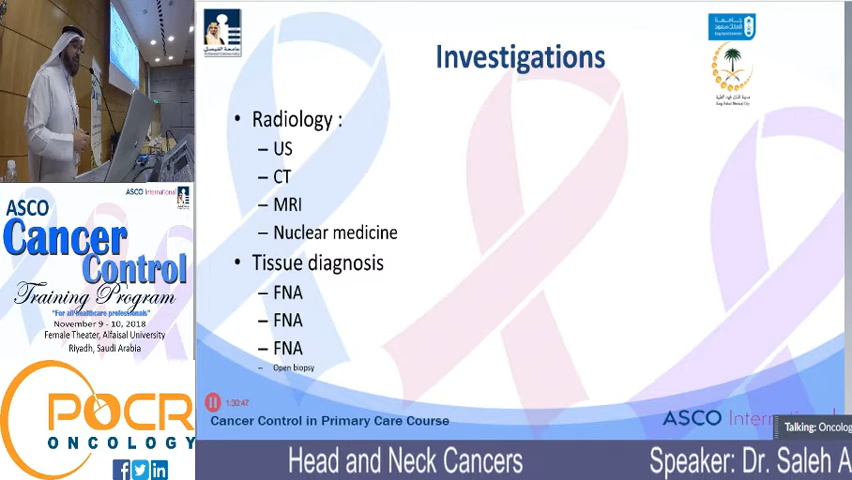 Investigations
• Radiology :
– US
– CT
– MRI
– Nuclear medicine
• Tissue diagnosis
– FNA
– FNA
– FNA
– Open biopsy
1:30:47
Cancer Control in Primary Care Course
ASCO International
Talking: Oncolog
ASCO International
ASCO
Cancer
Control
Training Program
"For all healthcare professionals"
November 9 - 10, 2018
Female Theater, Alfaisal University
Riyadh, Saudi Arabia
POCR
ONCOLOGY
Head and Neck Cancers
Speaker: Dr. Saleh A